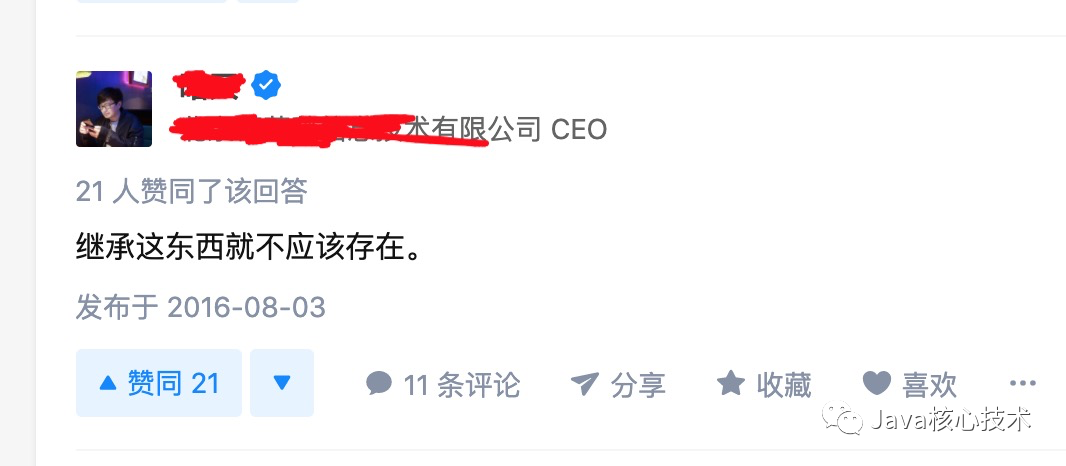 术有限公司 CEO
21 人赞同了该回答
继承这东西就不应该存在。
发布于 2016-08-03
赞同 21
11 条评论
分享
收藏
喜欢
Java核心技术